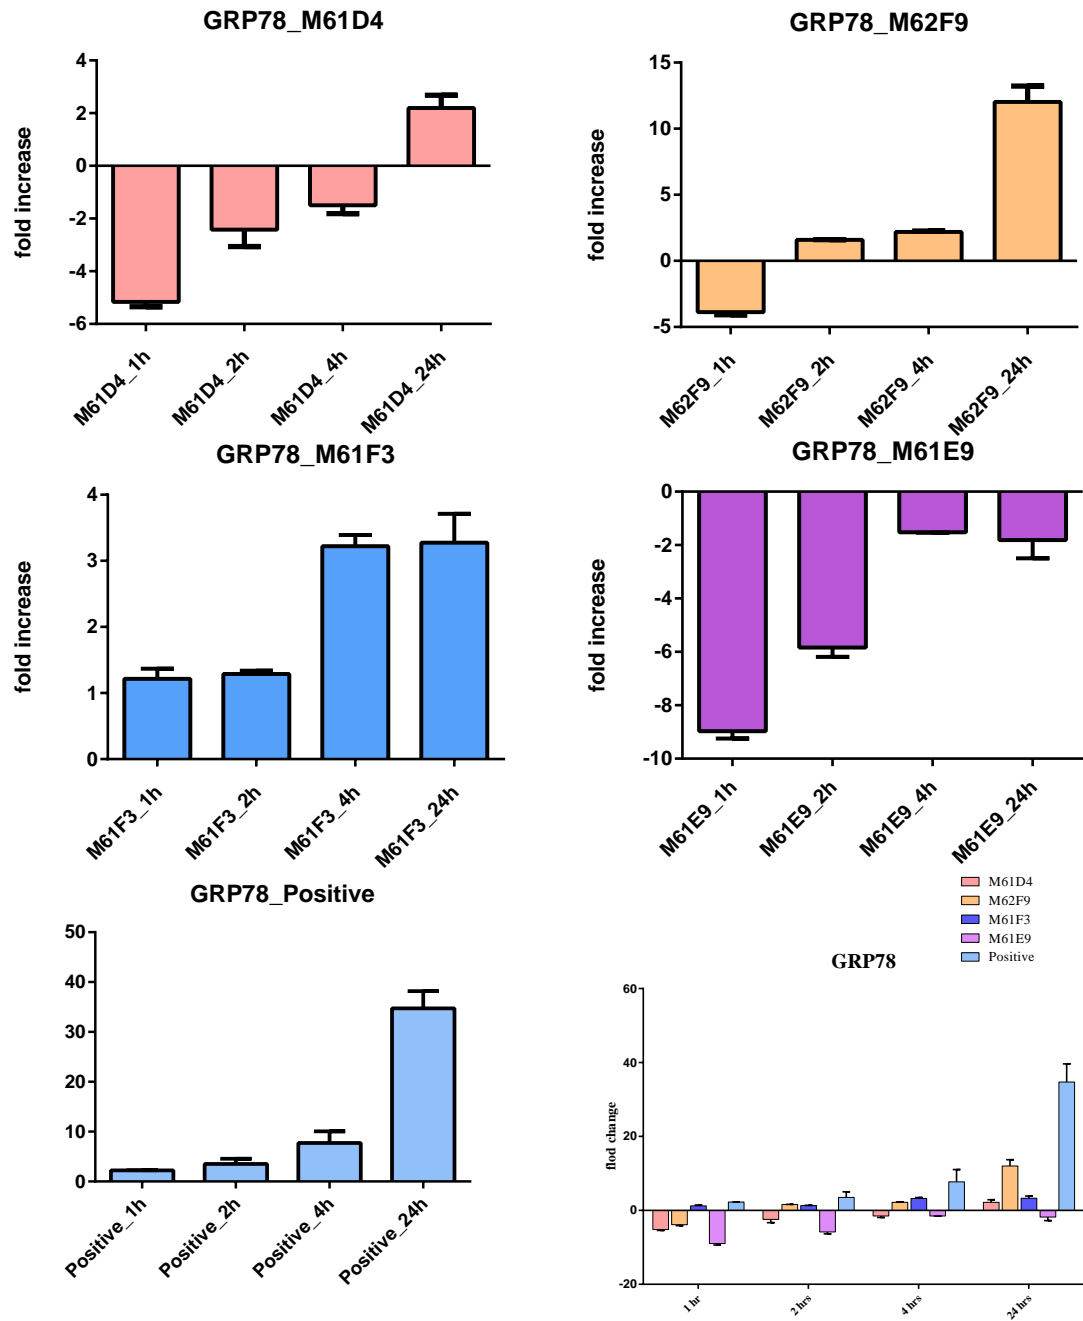 GRP78_M61D4
fold increase
4
2
0
-2
-4
-6
M61D4_1h
M61D4_2h
M61D4_4h
M61D4_24h
GRP78_M62F9
fold increase
15
10
5
0
-5
M62F9_1h
M62F9_2h
M62F9_4h
M62F9_24h
GRP78_M61F3
fold increase
4
3
2
1
0
M61F3_1h
M61F3_2h
M61F3_4h
M61F3_24h
GRP78_M61E9
fold increase
0
-2
-4
-6
-8
-10
M61E9_1h
M61E9_2h
M61E9_4h
M61E9_24h
GRP78_Positive
50
40
30
20
10
0
Positive_1h
Positive_2h
Positive_4h
Positive_24h
M61D4
M62F9
M61F3
M61E9
Positive
GRP78
flod change
60
40
20
0
-20
1 hr
2 hrs
4 hrs
24 hrs